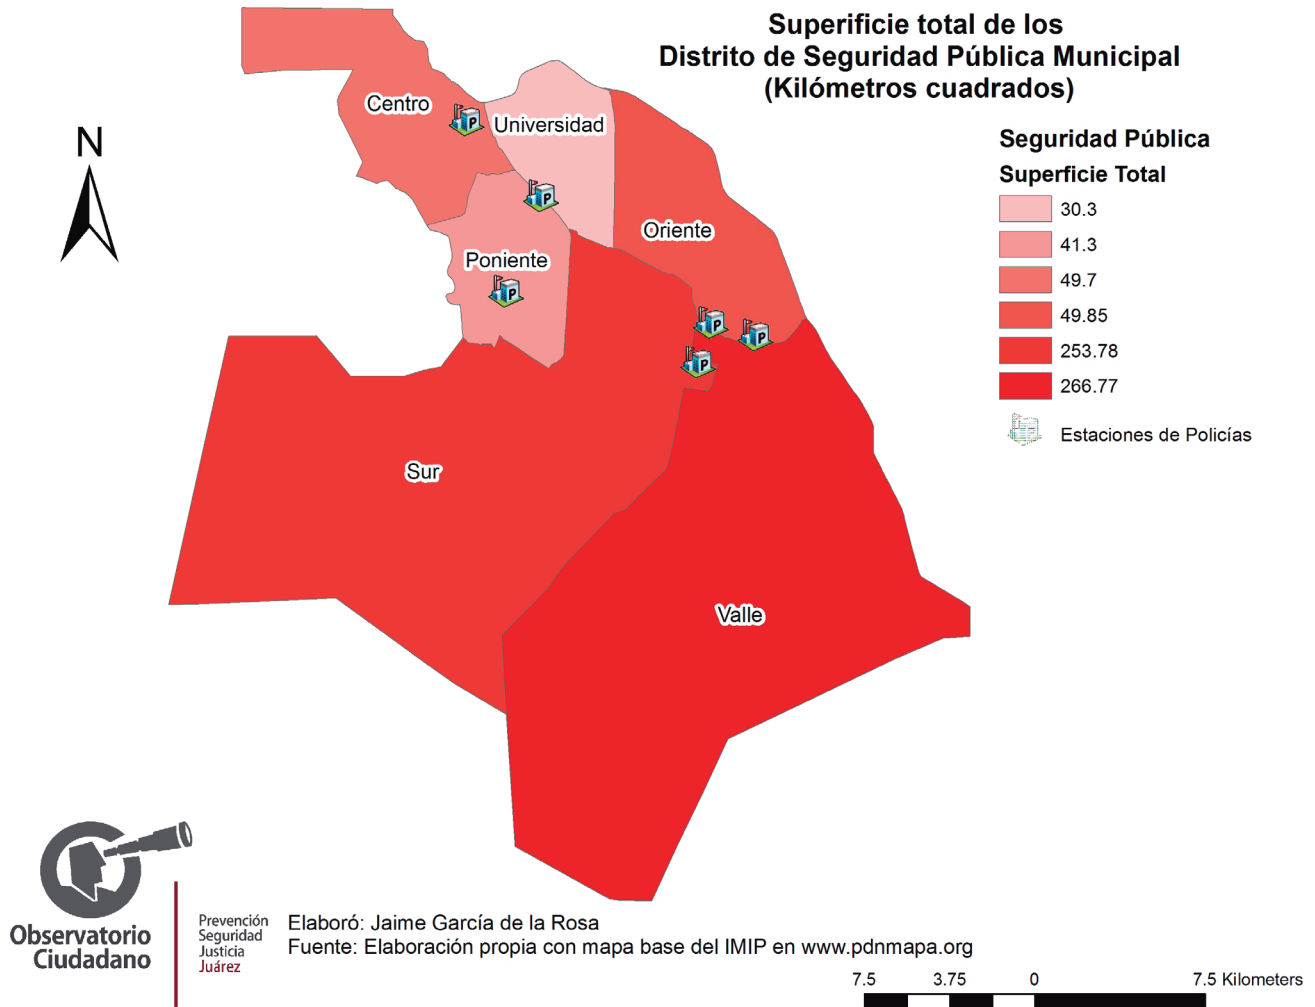 Superificie total de los
Distrito de Seguridad Pública Municipal
(Kilómetros cuadrados)
N
Centro
Universidad
Oriente
Poniente
Sur
Valle
Seguridad Pública
Superficie Total
30.3
41.3
49.7
49.85
253.78
266.77
Estaciones de Policías
P
P
P
P
P
P
Observatorio
Ciudadano
Prevención
Seguridad
Justicia
Juárez
Elaboró: Jaime García de la Rosa
Fuente: Elaboración propia con mapa base del IMIP en www.pdnmapa.org
7.5 3.75 0 7.5 Kilometers